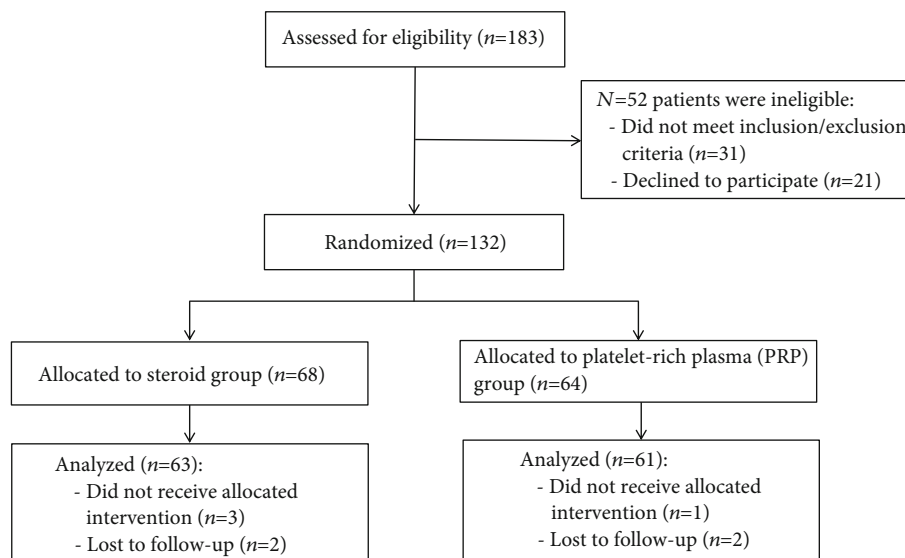 Assessed for eligibility (n=183)
N=52 patients were ineligible:
- Did not meet inclusion/exclusion
criteria (n=31)
- Declined to participate (n=21)
Randomized (n=132)
Allocated to steroid group (n=68)
Allocated to platelet-rich plasma (PRP)
group (n=64)
Analyzed (n=63):
- Did not receive allocated
intervention (n=3)
- Lost to follow-up (n=2)
Analyzed (n=61):
- Did not receive allocated
intervention (n=1)
- Lost to follow-up (n=2)